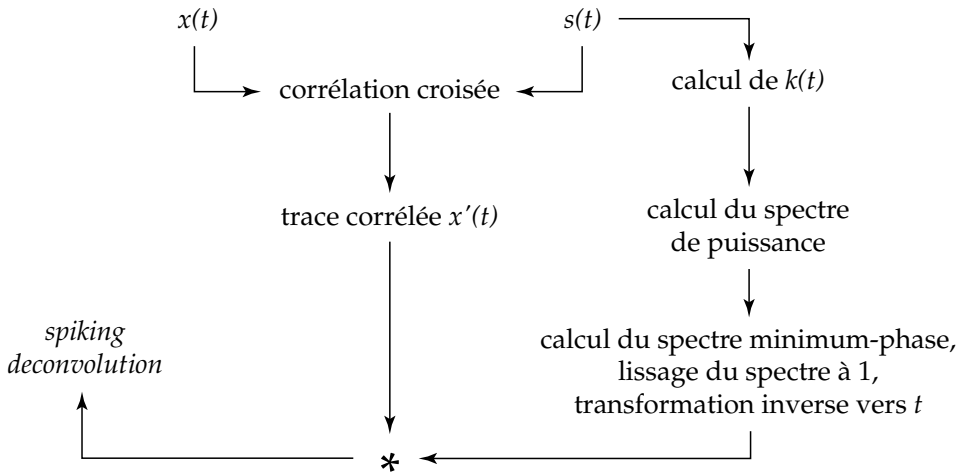 x(t)
s(t)
corrélation croisée
calcul de k(t)
trace corrélée x'(t)
calcul du spectre
de puissance
spiking
deconvolution
calcul du spectre minimum-phase,
lissage du spectre à 1,
transformation inverse vers t
*